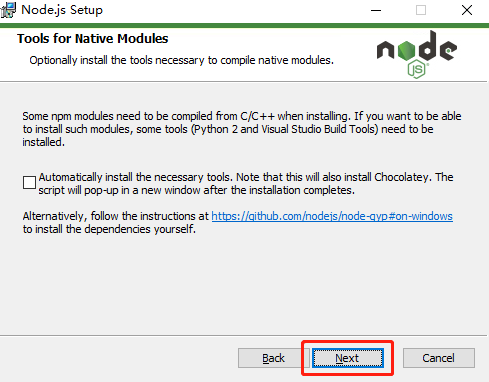 Node.js Setup
Tools for Native Modules
Optionally install the tools necessary to compile native modules.
node
JS
Some npm modules need to be compiled from C/C++ when installing. If you want to be able
to install such modules, some tools (Python 2 and Visual Studio Build Tools) need to be
installed.
Automatically install the necessary tools. Note that this will also install Chocolatey. The
script will pop-up in a new window after the installation completes.
Alternatively, follow the instructions at https://github.com/nodejs/node-gyp#on-windows
to install the dependencies yourself.
Back Next Cancel